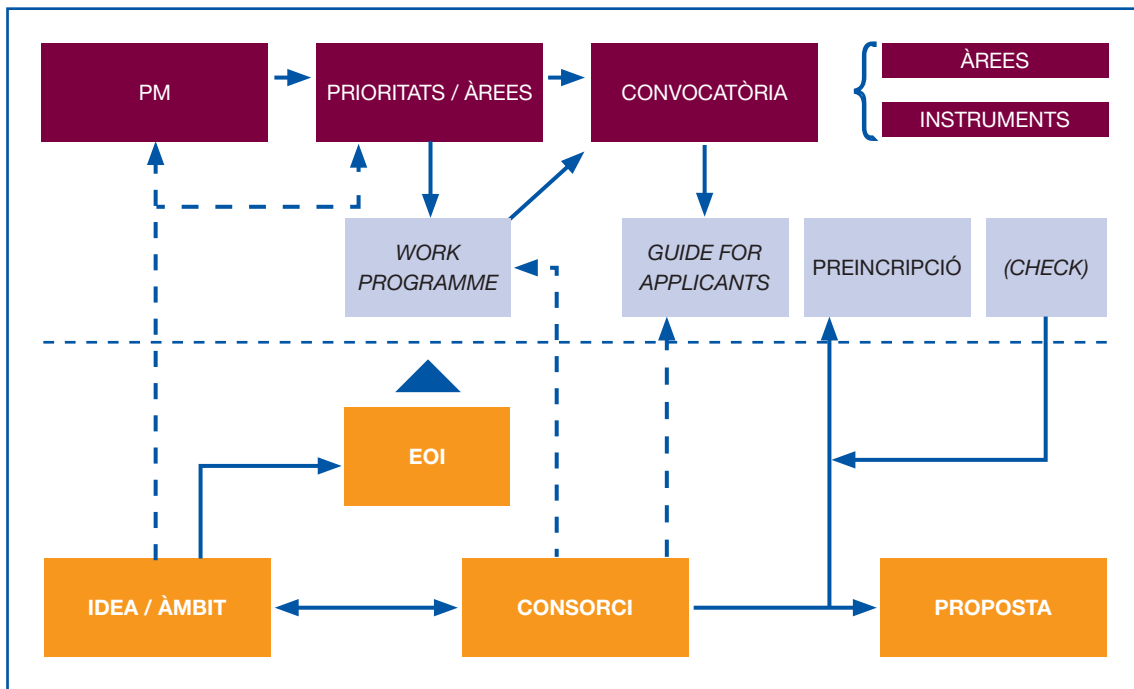 PM
PRIORITATS / ÀREES
CONVOCATÒRIA
ÀREES
INSTRUMENTS
WORK
PROGRAMME
GUIDE FOR
APPLICANTS
PREINCRIPCIÓ
(CHECK)
EOI
IDEA / ÀMBIT
CONSORCI
PROPOSTA